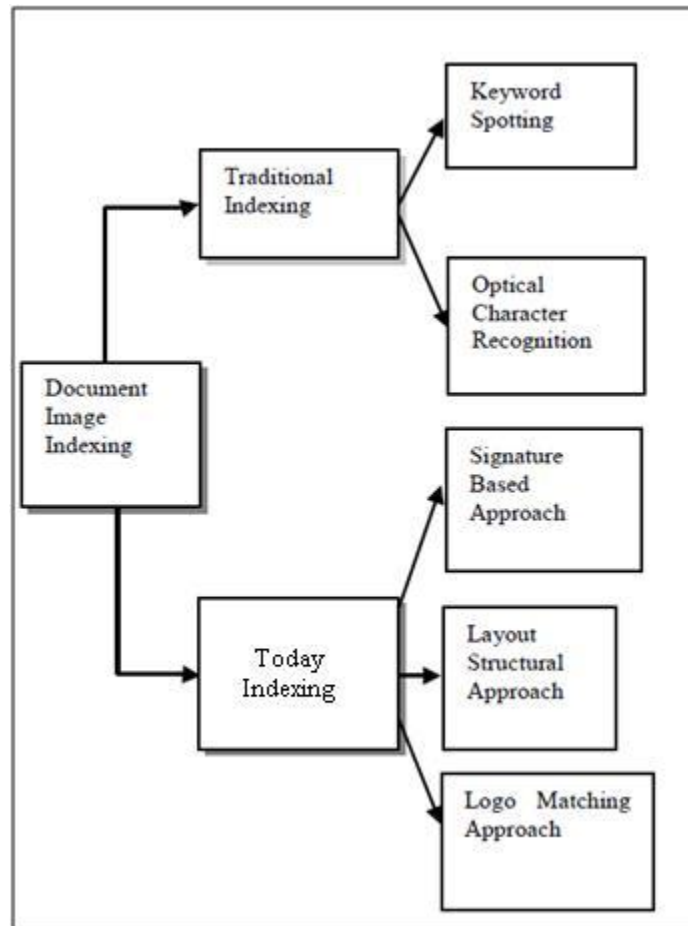 Keyword
Spotting
Traditional
Indexing
Optical
Character
Recognition
Document
Image
Indexing
Signature
Based
Approach
Today
Indexing
Layout
Structural
Approach
Logo Matching
Approach